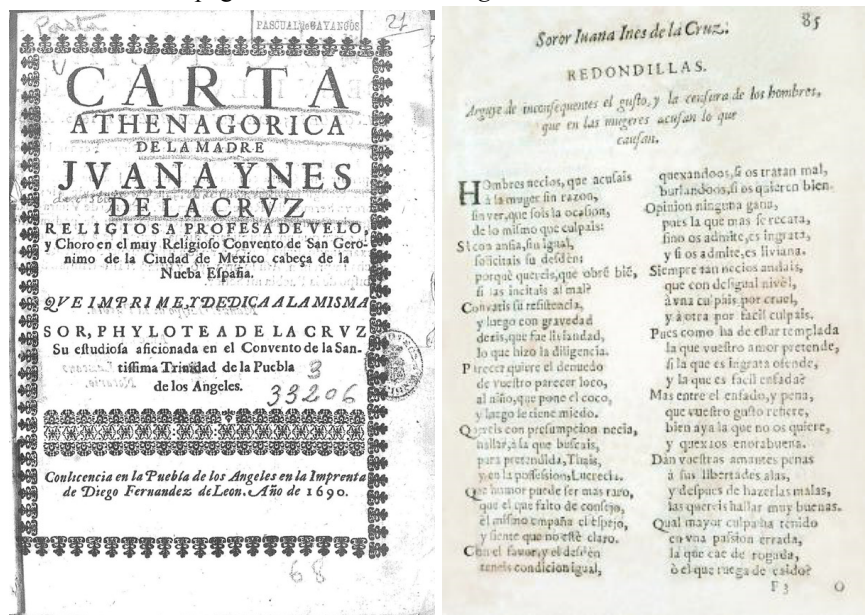 Pasta
PASCUAL de GAYANGOS
21
CARTA
ATHENAGORICA
DE LA MADRE
JVANA YNES
DE LA CRVZ
RELIGIOSA PROFESA DE VELO,
y Choro en el muy Religioſo Convento de San Gero-
nimo de la Ciudad de Mexico cabeça de la
Nueba Eſpaña.
QVE IMPRIME, Y DEDICA A LA MISMA
SOR, PHYLOTEA DE LA CRVZ
Su eſtudioſa aficionada en el Convento de la San-
tiſſima Trinidad de la Puebla
de los Angeles.
3
33206
Con licencia en la Puebla de los Angeles en la Imprenta
de Diego Fernandez de Leon. Año de 1690.
68
Soror Iuana Ines de la Cruz.
85
REDONDILLAS.
Arguye de inconſequentes el guſto, y la cenſura de los hombres,
que en las mugeres acuſan lo que
cauſan.
HOmbres necios, que acuſais
à la muger ſin razon,
ſin ver, que ſois la ocaſion,
de lo miſmo que culpais:
Si con anſia, ſin igual,
ſolicitais ſu deſdèn:
porquè quereis, que obrē biē,
ſi las incitais al mal?
Combatis ſu reſiſtencia,
y luego con gravedad
dezis, que fue liviandad,
lo que hizo la diligencia.
Parecer quiere el denuedo
de vueſtro parecer loco,
al niño, que pone el coco,
y luego le tiene miedo.
Quereis con preſumpcion necia,
hallar, à la que buſcais,
para pretendida, Thais,
y en la poſſeſsion, Lucrecia.
Que humor puede ſer mas raro,
que el que falto de conſejo,
èl miſmo empaña el eſpejo,
y ſiente que no eſtè claro.
Con el favor, y el deſdèn
teneis condicion igual,
quexandoos, ſi os tratan mal,
burlandoos, ſi os quieren bien.
Opinion ninguna gana,
pues la que mas ſe recata,
ſino os admite, es ingrata,
y ſi os admite, es liviana.
Siempre tan necios andais,
que con deſigual nivèl,
à vna culpais por cruel,
y à otra por facil culpais.
Pues como ha de eſtar templada
la que vueſtro amor pretende,
ſi la que es ingrata ofende,
y la que es facil enfada?
Mas entre el enfado, y pena,
que vueſtro guſto refiere,
bien aya la que no os quiere,
y quexaos enorabuena.
Dan vueſtras amantes penas
à ſus libertades alas,
y deſpues de hazerlas malas,
las quereis hallar muy buenas.
Qual mayor culpa ha tenido
en vna paſsion errada,
la que cae de rogada,
ò el que ruega de caìdo?
F 3
O